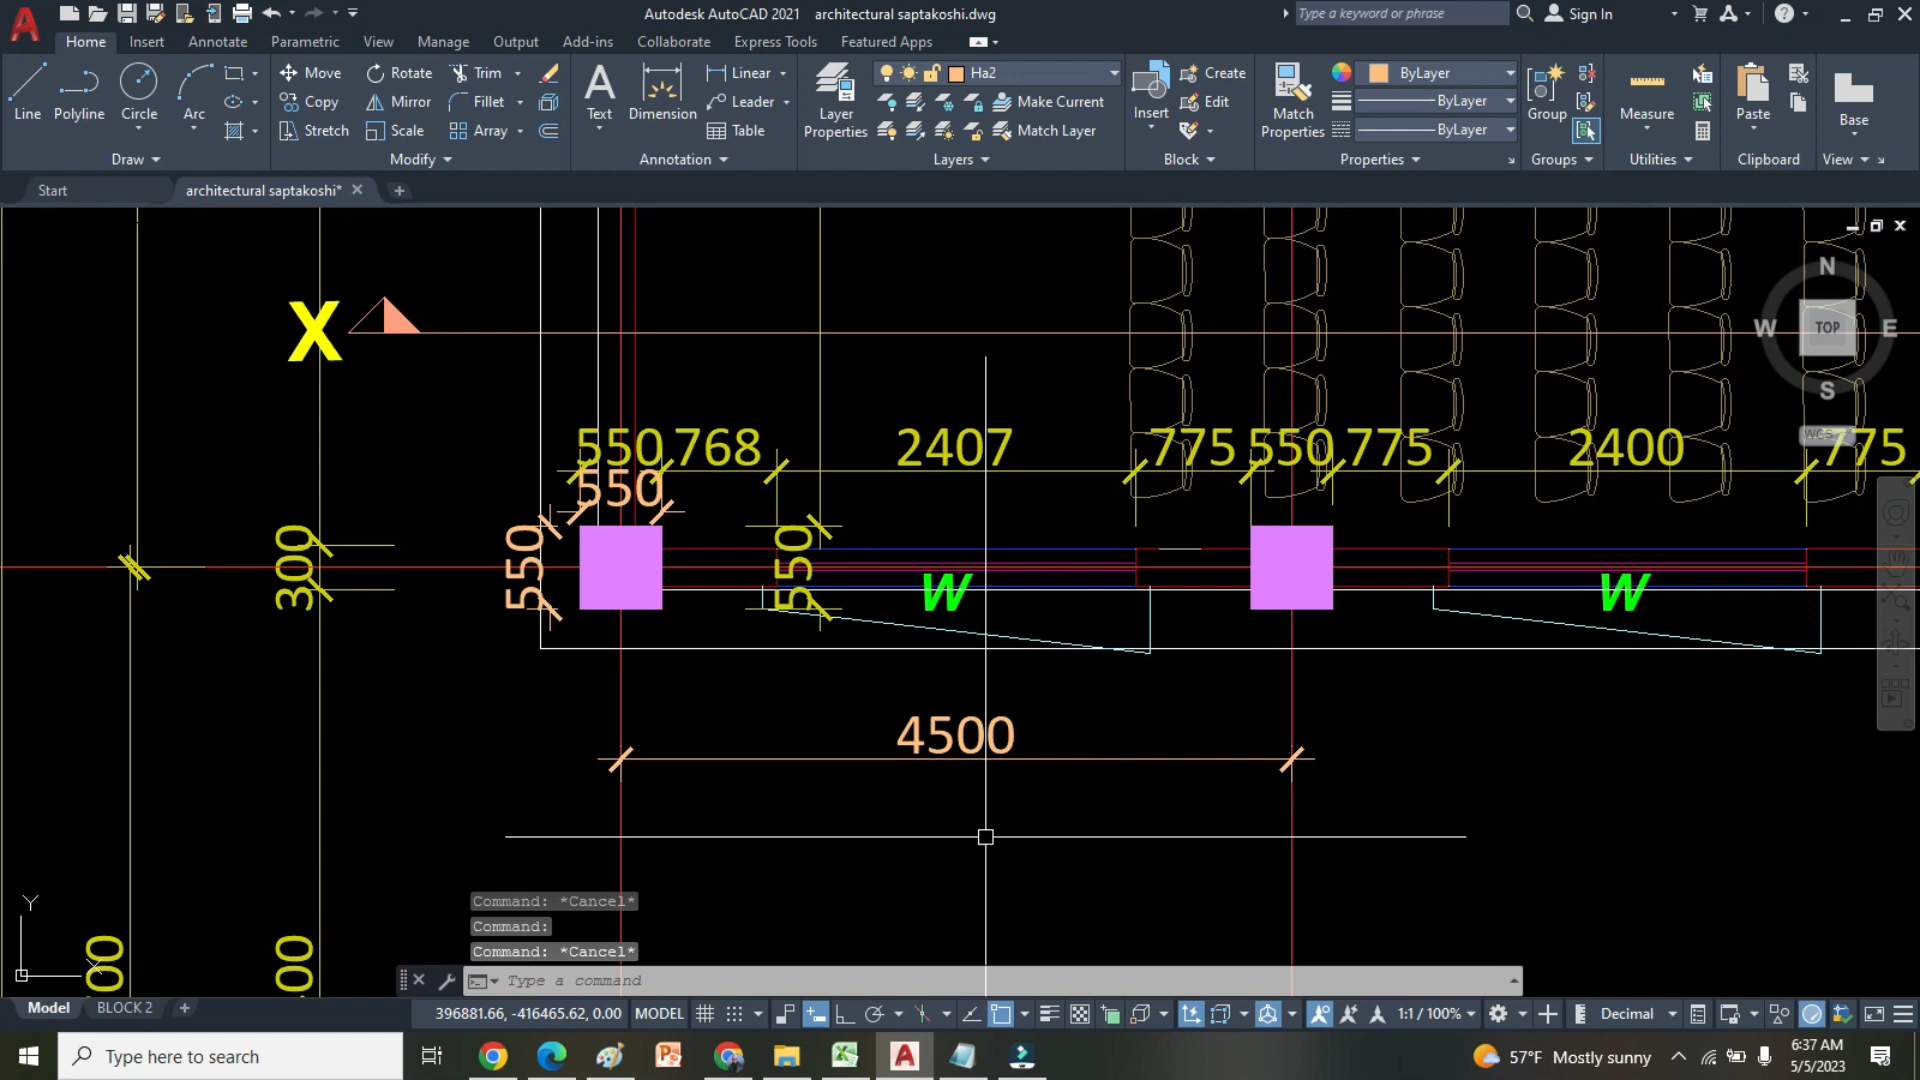 Autodesk AutoCAD 2021 architectural saptakoshi.dwg
Type a keyword or phrase
Sign In
Home Insert Annotate Parametric View Manage Output Add-ins Collaborate Express Tools Featured Apps
Line Polyline Circle Arc
Move Rotate Trim
Copy Mirror Fillet
Stretch Scale Array
Text Dimension
Linear
Leader
Table
Layer Properties
Ha2
Make Current
Match Layer
Insert
Create
Edit
Match Properties
ByLayer
ByLayer
ByLayer
Group
Measure
Paste
Base
Draw Modify Annotation Layers Block Properties Groups Utilities Clipboard View
Start architectural saptakoshi*
X
N
W TOP E
S
WCS
550 768 2407 775 550 775 2400 775
550
300
550
550
W W
4500
Y
X
00
00
Command: *Cancel*
Command:
Command: *Cancel*
Type a command
Model BLOCK 2
396881.66, -416465.62, 0.00 MODEL
1:1 / 100%
Decimal
Type here to search
57°F Mostly sunny
6:37 AM
5/5/2023